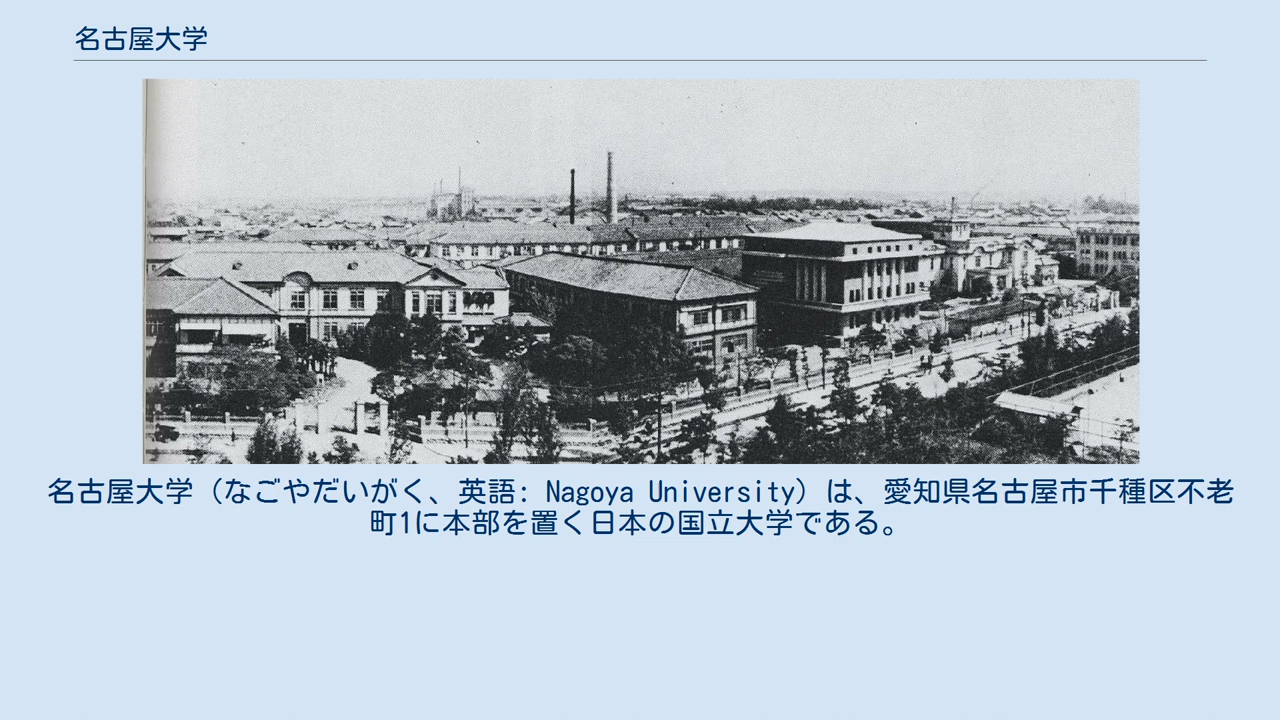 名古屋大学
名古屋大学（なごやだいがく、英語: Nagoya University）は、愛知県名古屋市千種区不老
町1に本部を置く日本の国立大学である。